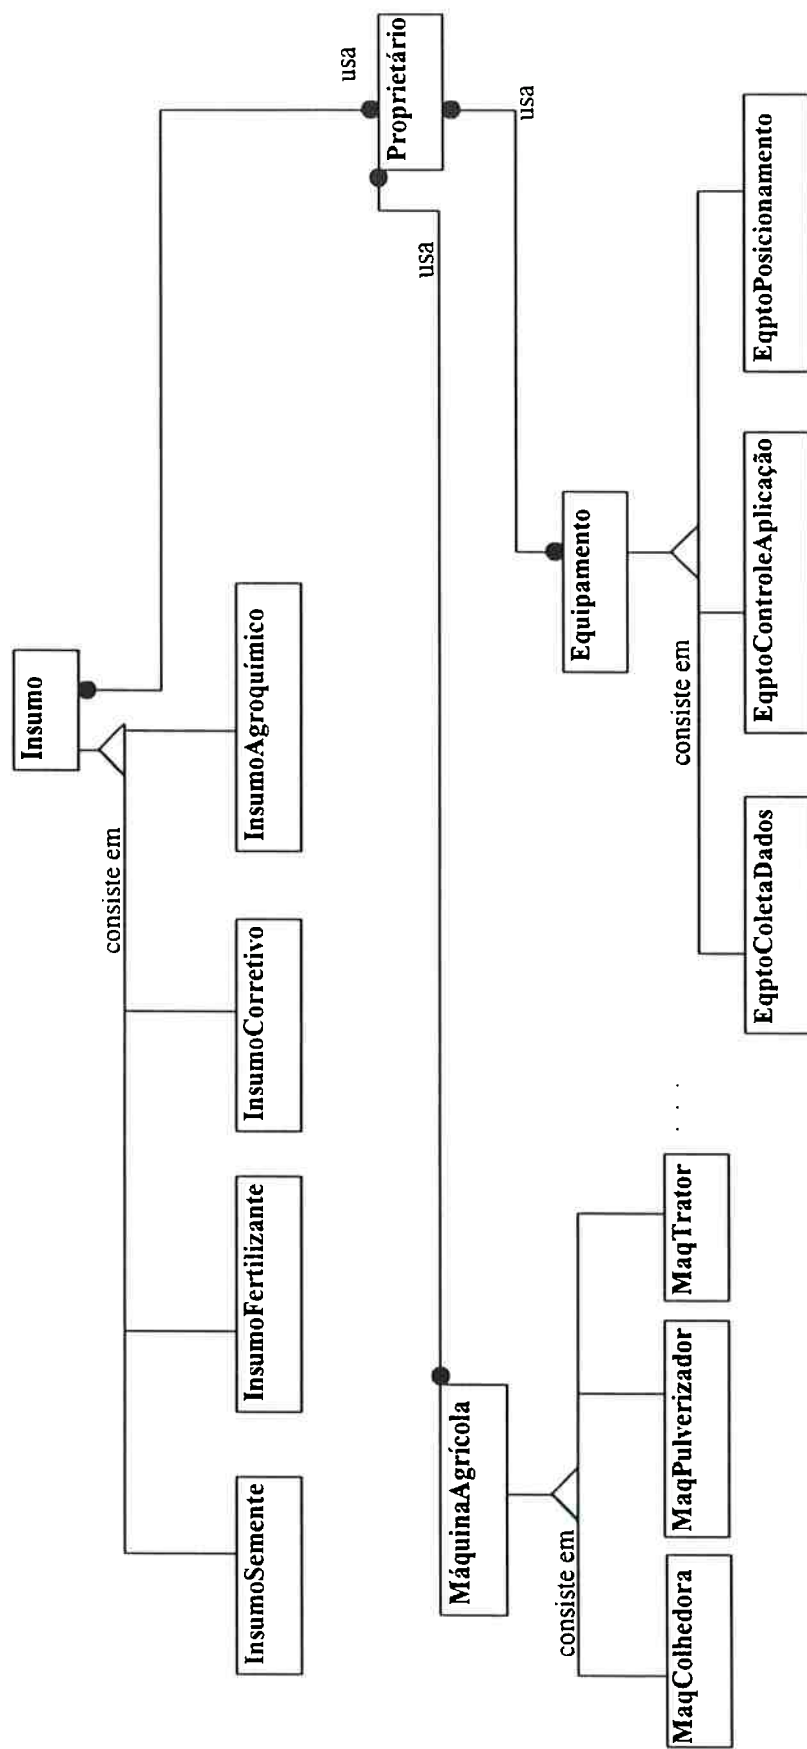 Insumo
consiste em
InsumoSemente
InsumoFertilizante
InsumoCorretivo
InsumoAgroquímico
usa
Proprietário
usa
usa
MáquinaAgrícola
consiste em
MaqColhedora
MaqPulverizador
MaqTrator
. . .
Equipamento
consiste em
EqptoColetaDados
EqptoControleAplicação
EqptoPosicionamento